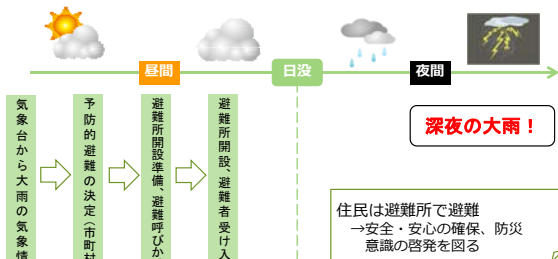 昼間
日没
夜間
深夜の大雨！
気象台から大雨の気象情
予防的避難の決定（市町村
避難所開設準備、避難呼びか
避難所開設、避難者受け入
住民は避難所で避難
→安全・安心の確保、防災
意識の啓発を図る